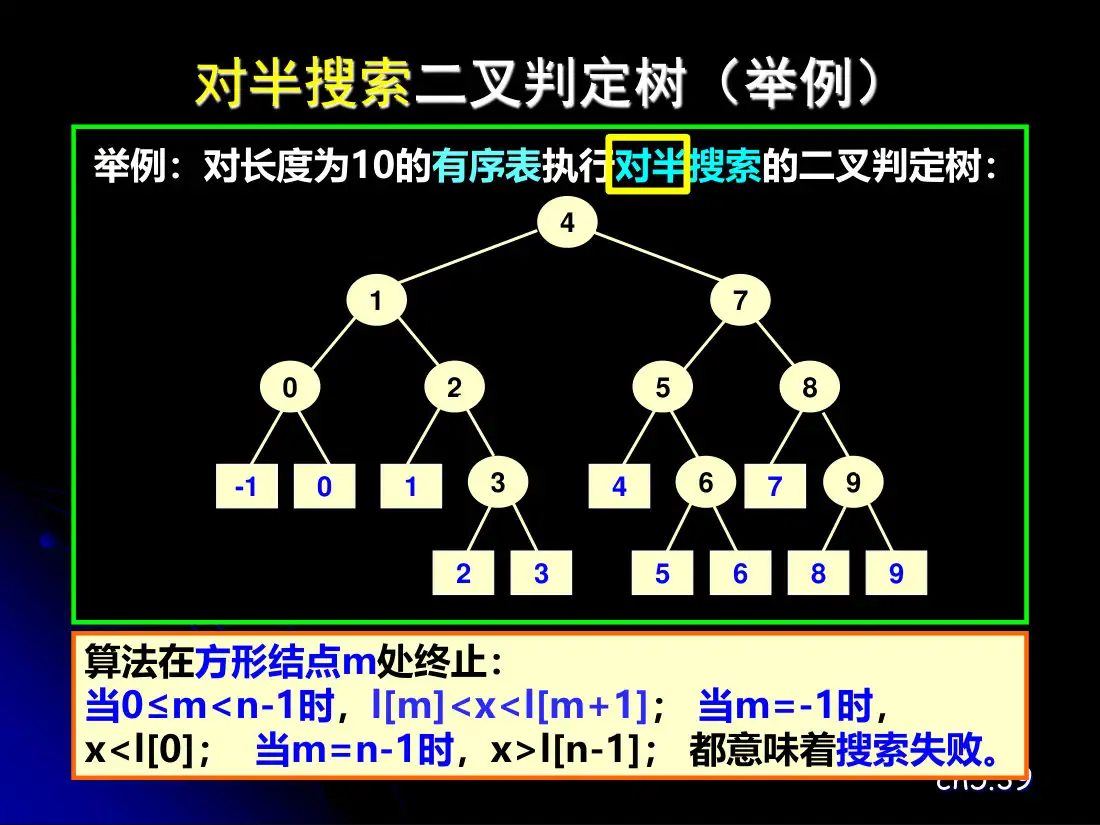 对半搜索二叉判定树（举例）
举例：对长度为10的有序表执行对半搜索的二叉判定树：
4
1 7
0 2 5 8
-1 0 1 3 4 6 7 9
2 3 5 6 8 9
算法在方形结点m处终止：
当0≤m<n-1时，l[m]<x<l[m+1]； 当m=-1时，
x<l[0]； 当m=n-1时，x>l[n-1]； 都意味着搜索失败。